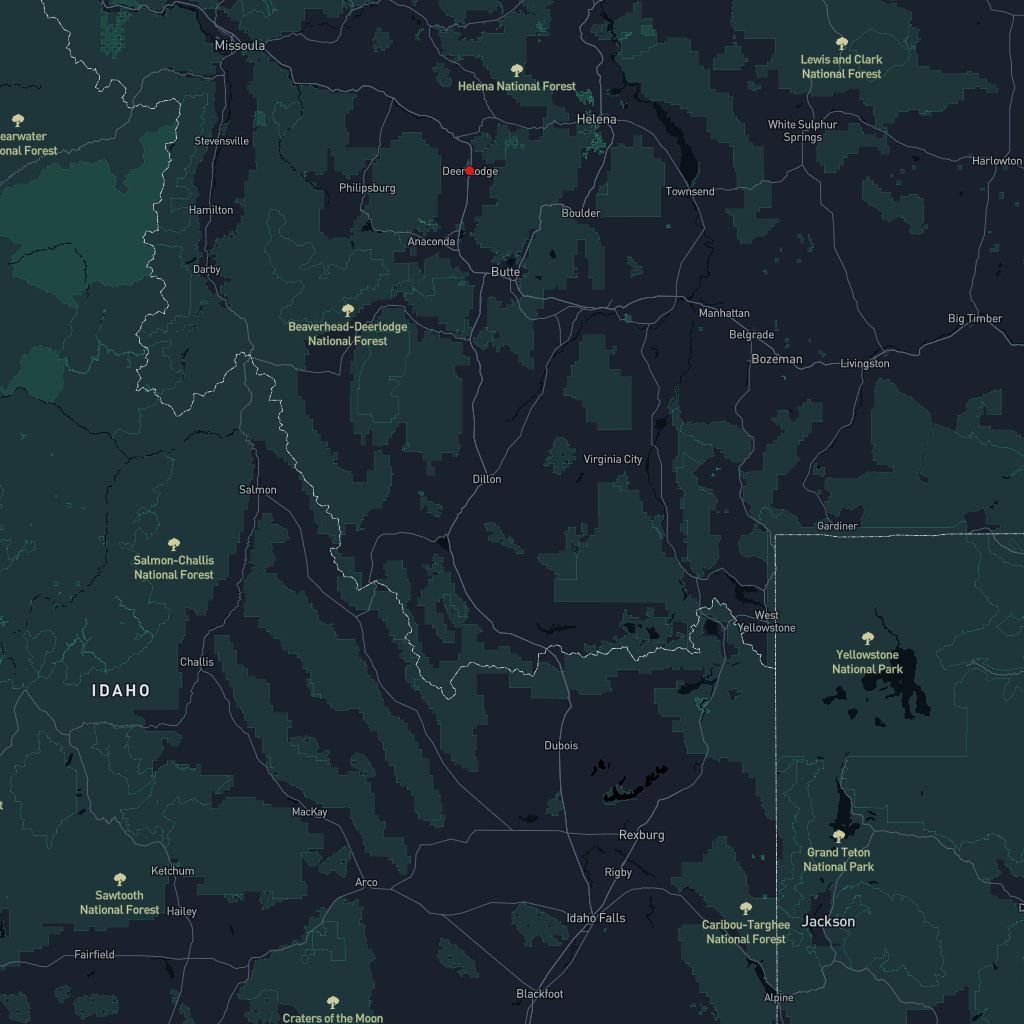 Missoula
Lewis and Clark
National Forest
Helena National Forest
Helena
White Sulphur
Springs
earwater
onal Forest
Stevensville
Harlowton
Deerlodge
Philipsburg
Townsend
Hamilton
Boulder
Anaconda
Darby
Butte
Beaverhead-Deerlodge
National Forest
Manhattan
Big Timber
Belgrade
Bozeman
Livingston
Virginia City
Dillon
Salmon
Gardiner
Salmon-Challis
National Forest
West
Yellowstone
Yellowstone
National Park
Challis
IDAHO
Dubois
MacKay
Rexburg
Grand Teton
National Park
Ketchum
Rigby
Arco
Sawtooth
National Forest
Hailey
Idaho Falls
Caribou-Targhee
National Forest
Jackson
Fairfield
Blackfoot
Alpine
Craters of the Moon